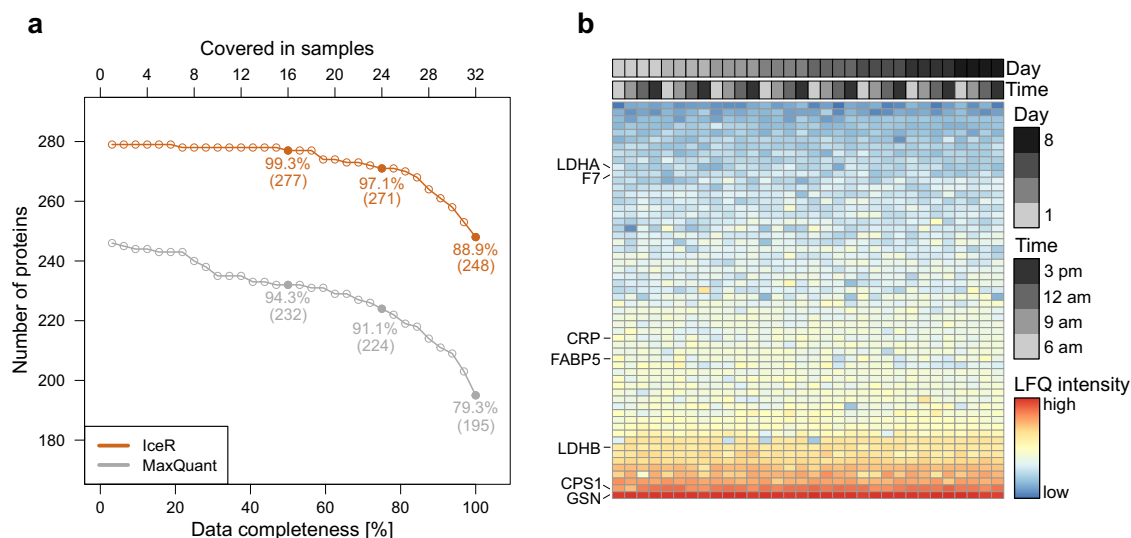 a
Covered in samples
0 4 8 12 16 20 24 28 32
280
260
240
220
200
180
Number of proteins
99.3%
(277)
97.1%
(271)
88.9%
(248)
94.3%
(232)
91.1%
(224)
79.3%
(195)
IceR
MaxQuant
0 20 40 60 80 100
Data completeness [%]
b
Day
Time
LDHA
F7
CRP
FABP5
LDHB
CPS1
GSN
Day
8
1
Time
3 pm
12 am
9 am
6 am
LFQ intensity
high
low